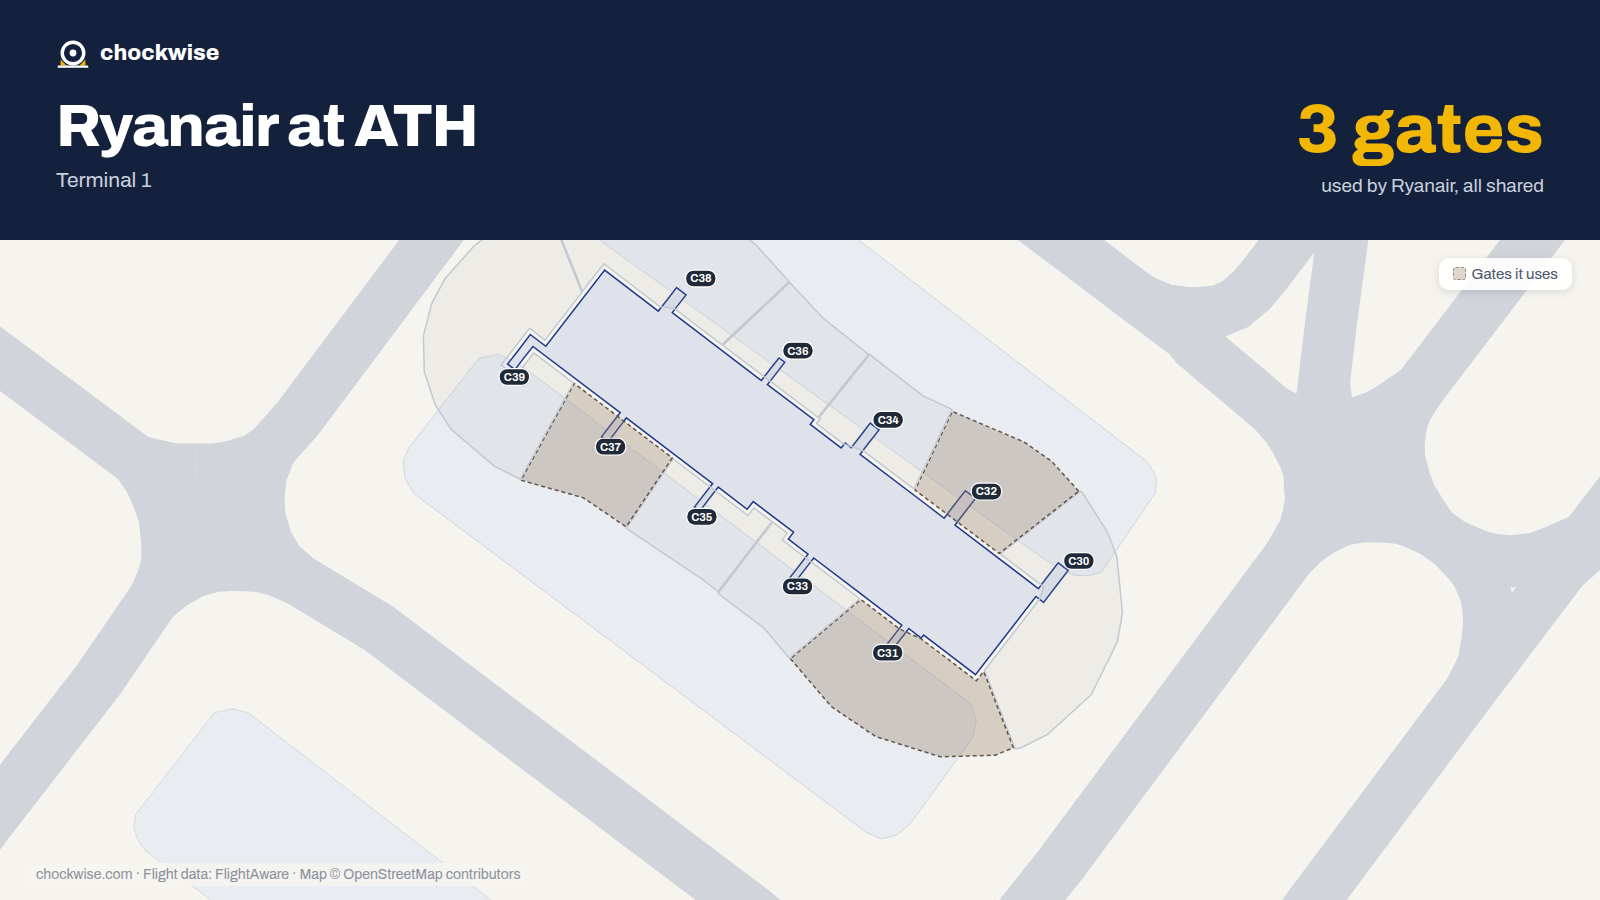 chockwise
Ryanair at ATH
Terminal 1
3 gates
used by Ryanair, all shared
Gates it uses
C38
C36
C39
C34
C37
C32
C35
C30
C33
C31
chockwise.com · Flight data: FlightAware · Map © OpenStreetMap contributors